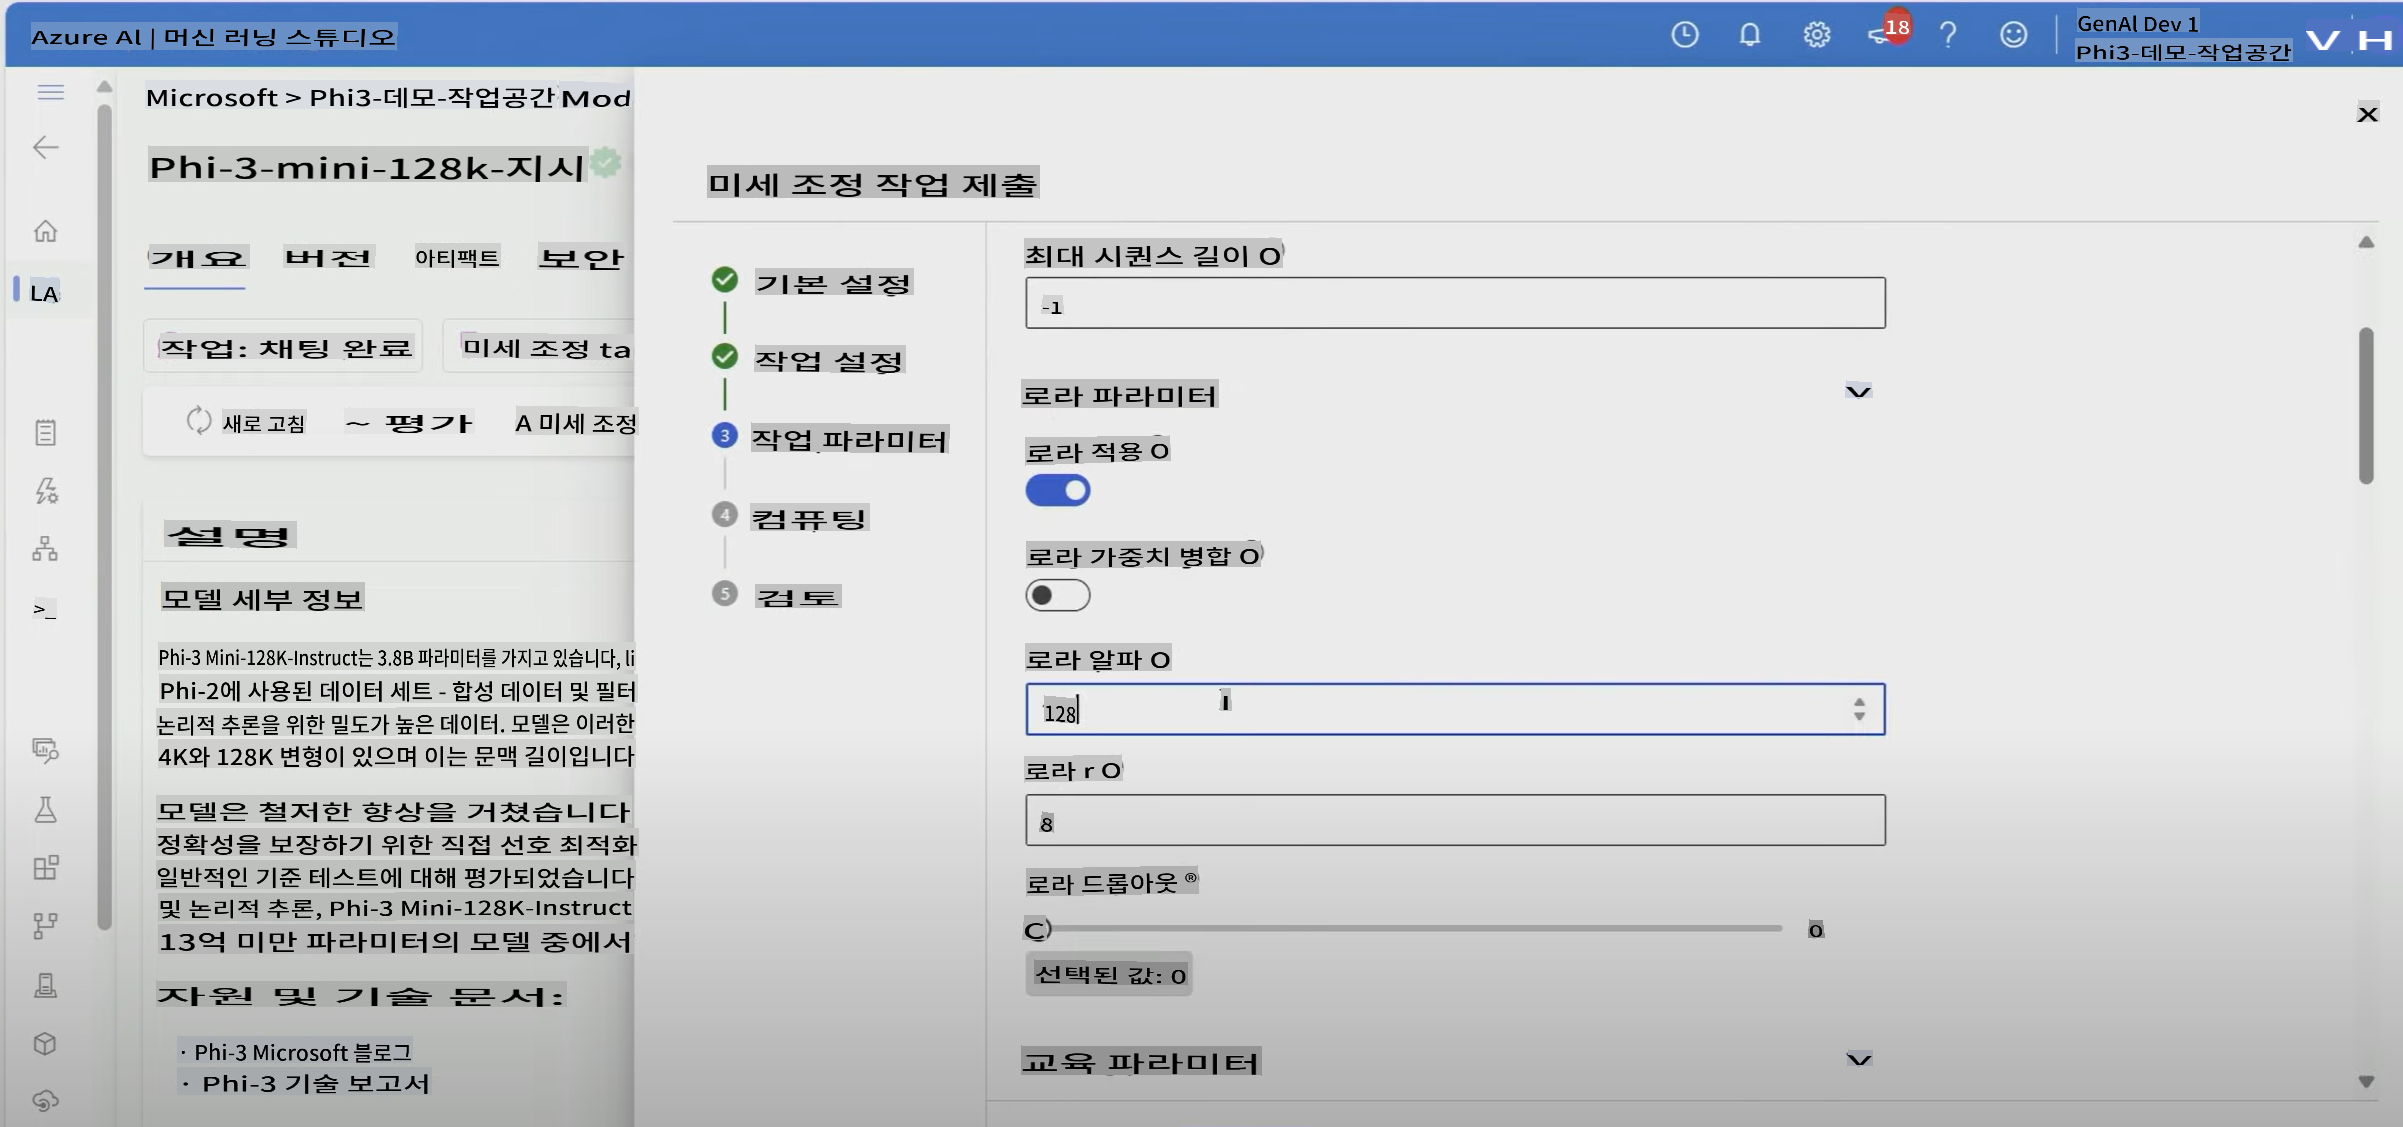 Azure Al | 머신 러닝 스튜디오
18
GenAl Dev 1
Phi3-데모-작업공간
V H
Microsoft > Phi3-데모-작업공간 Mod
X
Phi-3-mini-128k-지시
미세 조정 작업 제출
개요 버전 아티팩트 보안
LA
작업: 채팅 완료
미세 조정 ta
새로 고침
~ 평가
A 미세 조정
설명
모델 세부 정보
Phi-3 Mini-128K-Instruct는 3.8B 파라미터를 가지고 있습니다, li
Phi-2에 사용된 데이터 세트 - 합성 데이터 및 필터
논리적 추론을 위한 밀도가 높은 데이터. 모델은 이러한
4K와 128K 변형이 있으며 이는 문맥 길이입니다
모델은 철저한 향상을 거쳤습니다
정확성을 보장하기 위한 직접 선호 최적화
일반적인 기준 테스트에 대해 평가되었습니다
및 논리적 추론, Phi-3 Mini-128K-Instruct
13억 미만 파라미터의 모델 중에서
자원 및 기술 문서:
· Phi-3 Microsoft 블로그
· Phi-3 기술 보고서
기본 설정
작업 설정
3 작업 파라미터
4 컴퓨팅
5 검토
최대 시퀀스 길이 O
-1
로라 파라미터
로라 적용 O
로라 가중치 병합 O
로라 알파 O
128
로라 r O
8
로라 드롭아웃 ®
C
0
선택된 값: 0
교육 파라미터